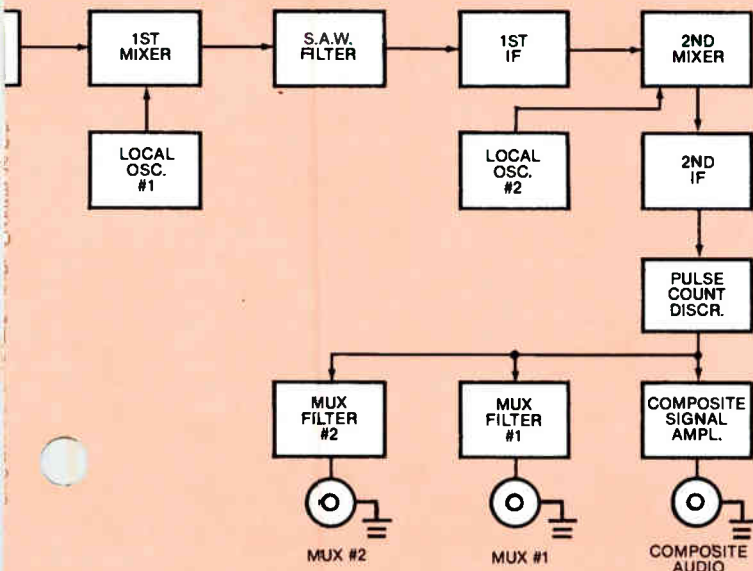 1ST
MIXER
S.A.W.
FILTER
1ST
IF
2ND
MIXER
LOCAL
OSC.
#1
LOCAL
OSC.
#2
2ND
IF
PULSE
COUNT
DISCR.
MUX
FILTER
#2
MUX
FILTER
#1
COMPOSITE
SIGNAL
AMPL.
MUX #2
MUX #1
COMPOSITE
AUDIO